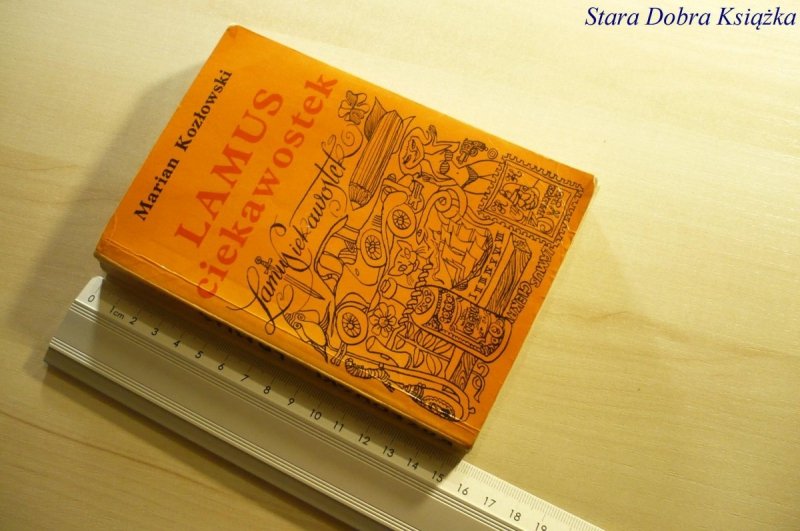 Stara Dobra Książka
Marian Kozłowski
LAMUS
ciekawostek
Lamus Ciekawostek
0 1cm 2 3 4 5 6 7 8 9 10 11 12 13 14 15 16 17 18 19